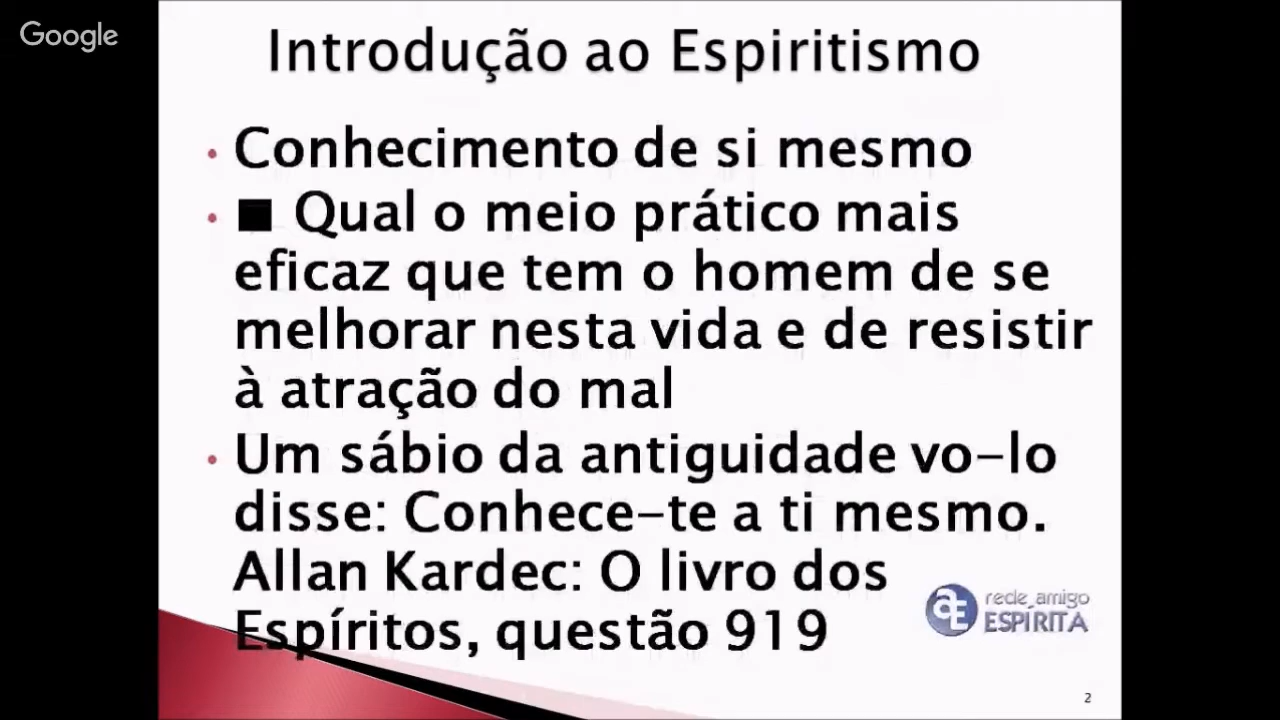 Google
Introdução ao Espiritismo
• Conhecimento de si mesmo
• ■ Qual o meio prático mais
eficaz que tem o homem de se
melhorar nesta vida e de resistir
à atração do mal
• Um sábio da antiguidade vo-lo
disse: Conhece-te a ti mesmo.
Allan Kardec: O livro dos
Espíritos, questão 919
rede amigo
ESPÍRITA
2